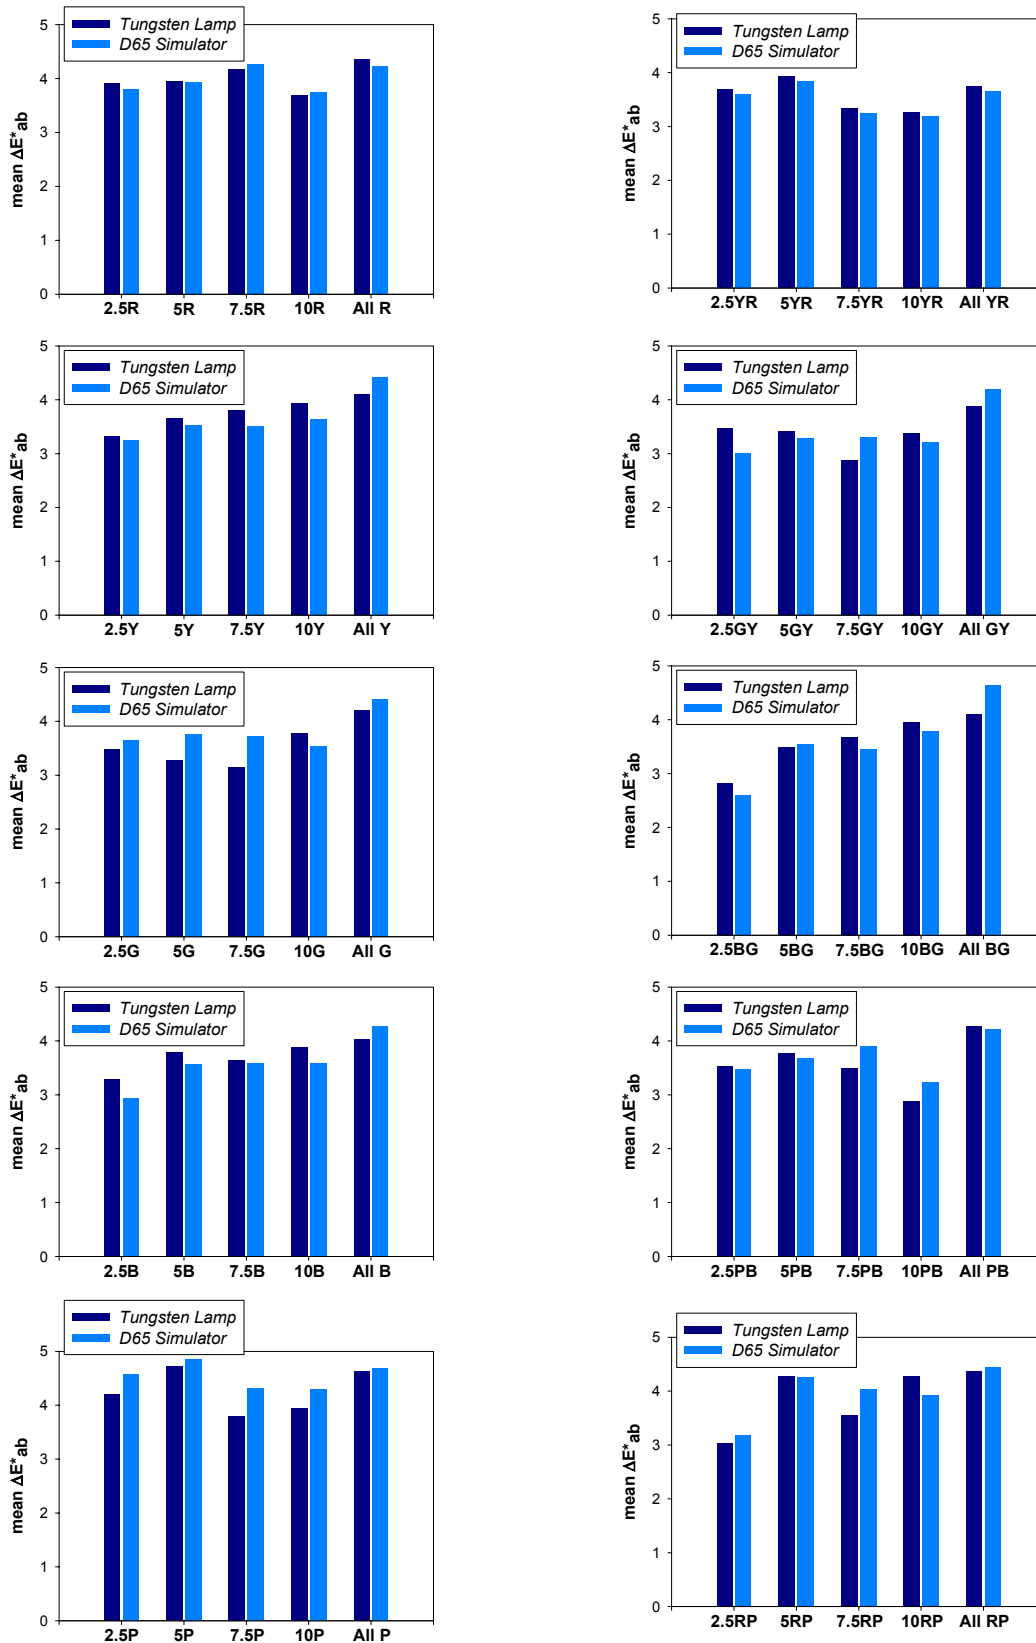 Tungsten Lamp
D65 Simulator
mean ΔE*ab
5
4
3
2
1
0
2.5R 5R 7.5R 10R All R
Tungsten Lamp
D65 Simulator
mean ΔE*ab
5
4
3
2
1
0
2.5YR 5YR 7.5YR 10YR All YR
Tungsten Lamp
D65 Simulator
mean ΔE*ab
5
4
3
2
1
0
2.5Y 5Y 7.5Y 10Y All Y
Tungsten Lamp
D65 Simulator
mean ΔE*ab
5
4
3
2
1
0
2.5GY 5GY 7.5GY 10GY All GY
Tungsten Lamp
D65 Simulator
mean ΔE*ab
5
4
3
2
1
0
2.5G 5G 7.5G 10G All G
Tungsten Lamp
D65 Simulator
mean ΔE*ab
5
4
3
2
1
0
2.5BG 5BG 7.5BG 10BG All BG
Tungsten Lamp
D65 Simulator
mean ΔE*ab
5
4
3
2
1
0
2.5B 5B 7.5B 10B All B
Tungsten Lamp
D65 Simulator
mean ΔE*ab
5
4
3
2
1
0
2.5PB 5PB 7.5PB 10PB All PB
Tungsten Lamp
D65 Simulator
mean ΔE*ab
5
4
3
2
1
0
2.5P 5P 7.5P 10P All P
Tungsten Lamp
D65 Simulator
mean ΔE*ab
5
4
3
2
1
0
2.5RP 5RP 7.5RP 10RP All RP